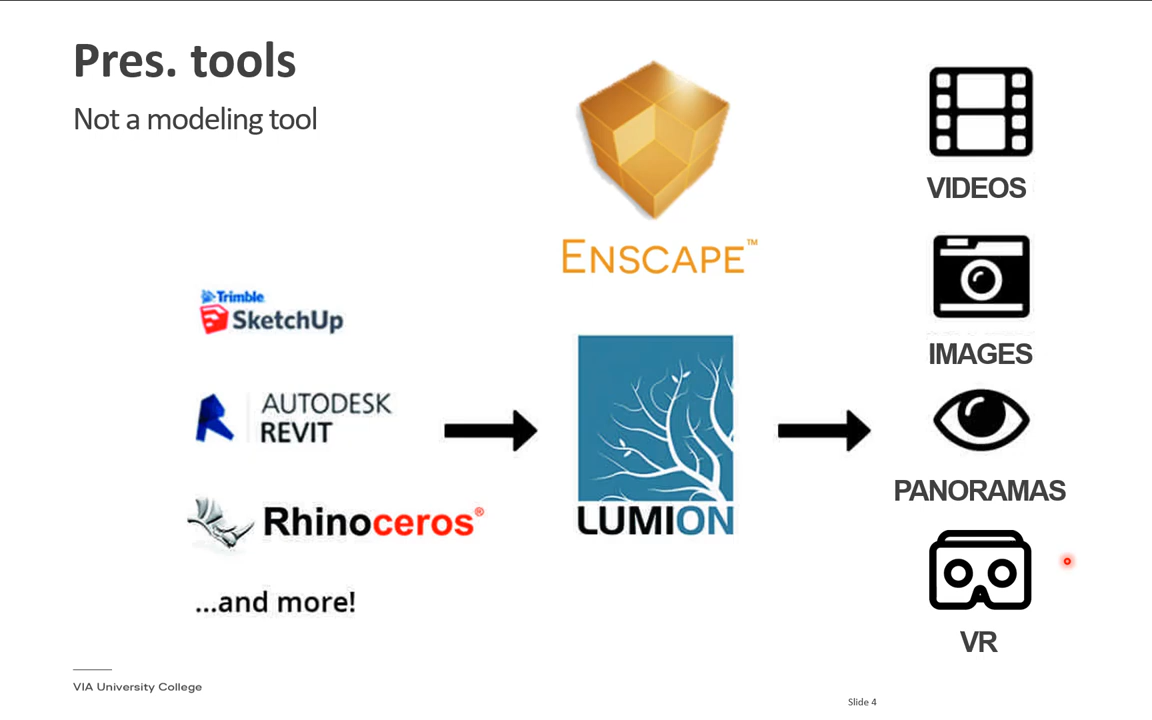 Pres. tools
Not a modeling tool
Trimble
SketchUp
AUTODESK
REVIT
Rhinoceros®
...and more!
ENSCAPE™
LUMION
VIDEOS
IMAGES
PANORAMAS
VR
VIA University College
Slide 4